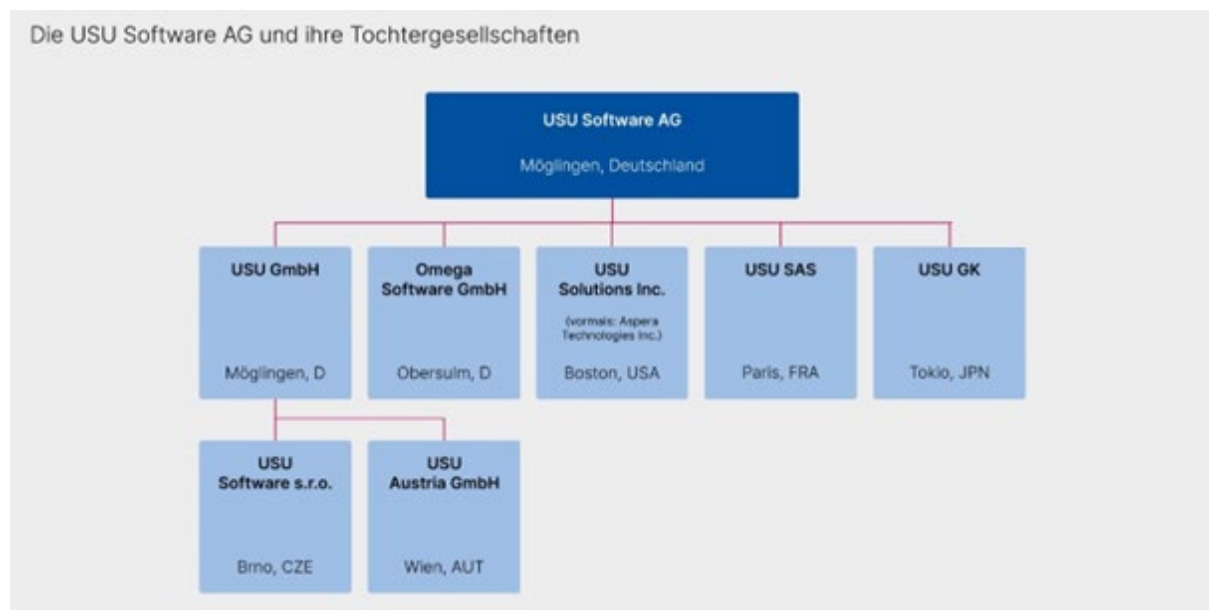 Die USU Software AG und ihre Tochtergesellschaften
USU Software AG
Möglingen, Deutschland
USU GmbH
Möglingen, D
Omega
Software GmbH
Obersulm, D
USU
Solutions Inc.
(vormals: Aspera
Technologies Inc.)
Boston, USA
USU SAS
Paris, FRA
USU GK
Tokio, JPN
USU
Software s.r.o.
Brno, CZE
USU
Austria GmbH
Wien, AUT